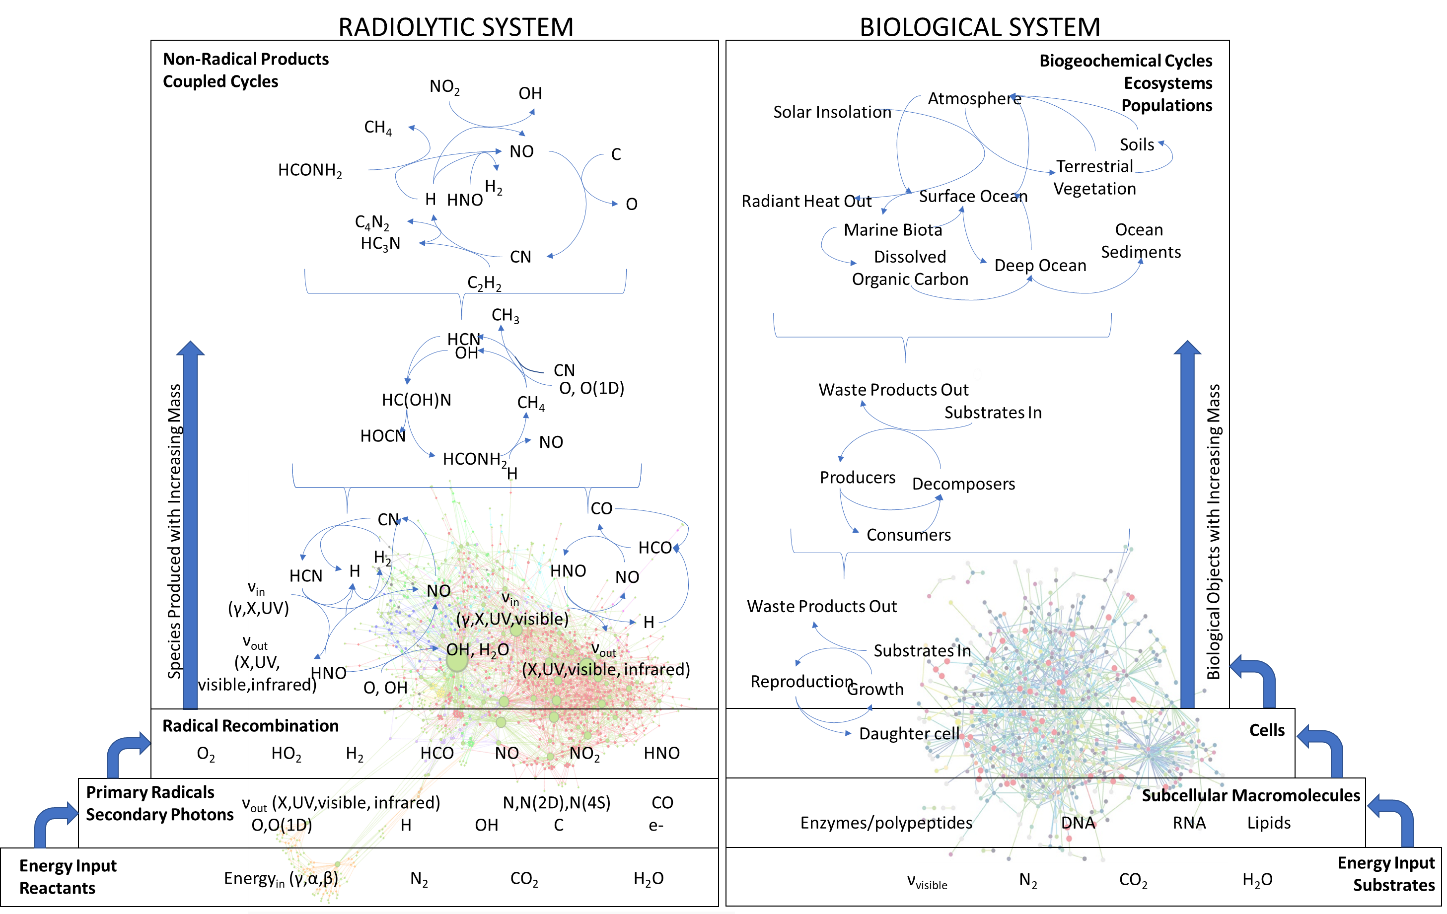 RADIOLYTIC SYSTEM
Non-Radical Products
Coupled Cycles
NO₂
OH
CH₄
NO
C
HCONH₂
H₂
H
HNO
O
C₄N₂
HC₃N
CN
C₂H₂
CH₃
HCN
OH
CN
O, O(1D)
HC(OH)N
CH₄
HOCN
NO
HCONH₂
H
Species Produced with Increasing Mass
CN
H₂
HCN
H
NO
νin
(γ,X,UV)
νout
(X,UV,
visible,infrared)
HNO
O, OH
OH, H₂O
CO
HCO
HNO
NO
H
νin
(γ,X,UV,visible)
νout
(X,UV,visible, infrared)
Radical Recombination
O₂ HO₂ H₂ HCO NO NO₂ HNO
Primary Radicals
Secondary Photons
νout (X,UV,visible, infrared) N,N(2D),N(4S) CO
O,O(1D) H OH C e-
Energy Input
Reactants
Energyin (γ,α,β) N₂ CO₂ H₂O
BIOLOGICAL SYSTEM
Biogeochemical Cycles
Ecosystems
Populations
Atmosphere
Solar Insolation
Soils
Terrestrial
Vegetation
Radiant Heat Out
Surface Ocean
Marine Biota
Ocean
Sediments
Dissolved
Organic Carbon
Deep Ocean
Waste Products Out
Substrates In
Producers
Decomposers
Consumers
Biological Objects with Increasing Mass
Waste Products Out
Substrates In
Reproduction
Growth
Daughter cell
Cells
Subcellular Macromolecules
Enzymes/polypeptides DNA RNA Lipids
Energy Input
Substrates
νvisible N₂ CO₂ H₂O